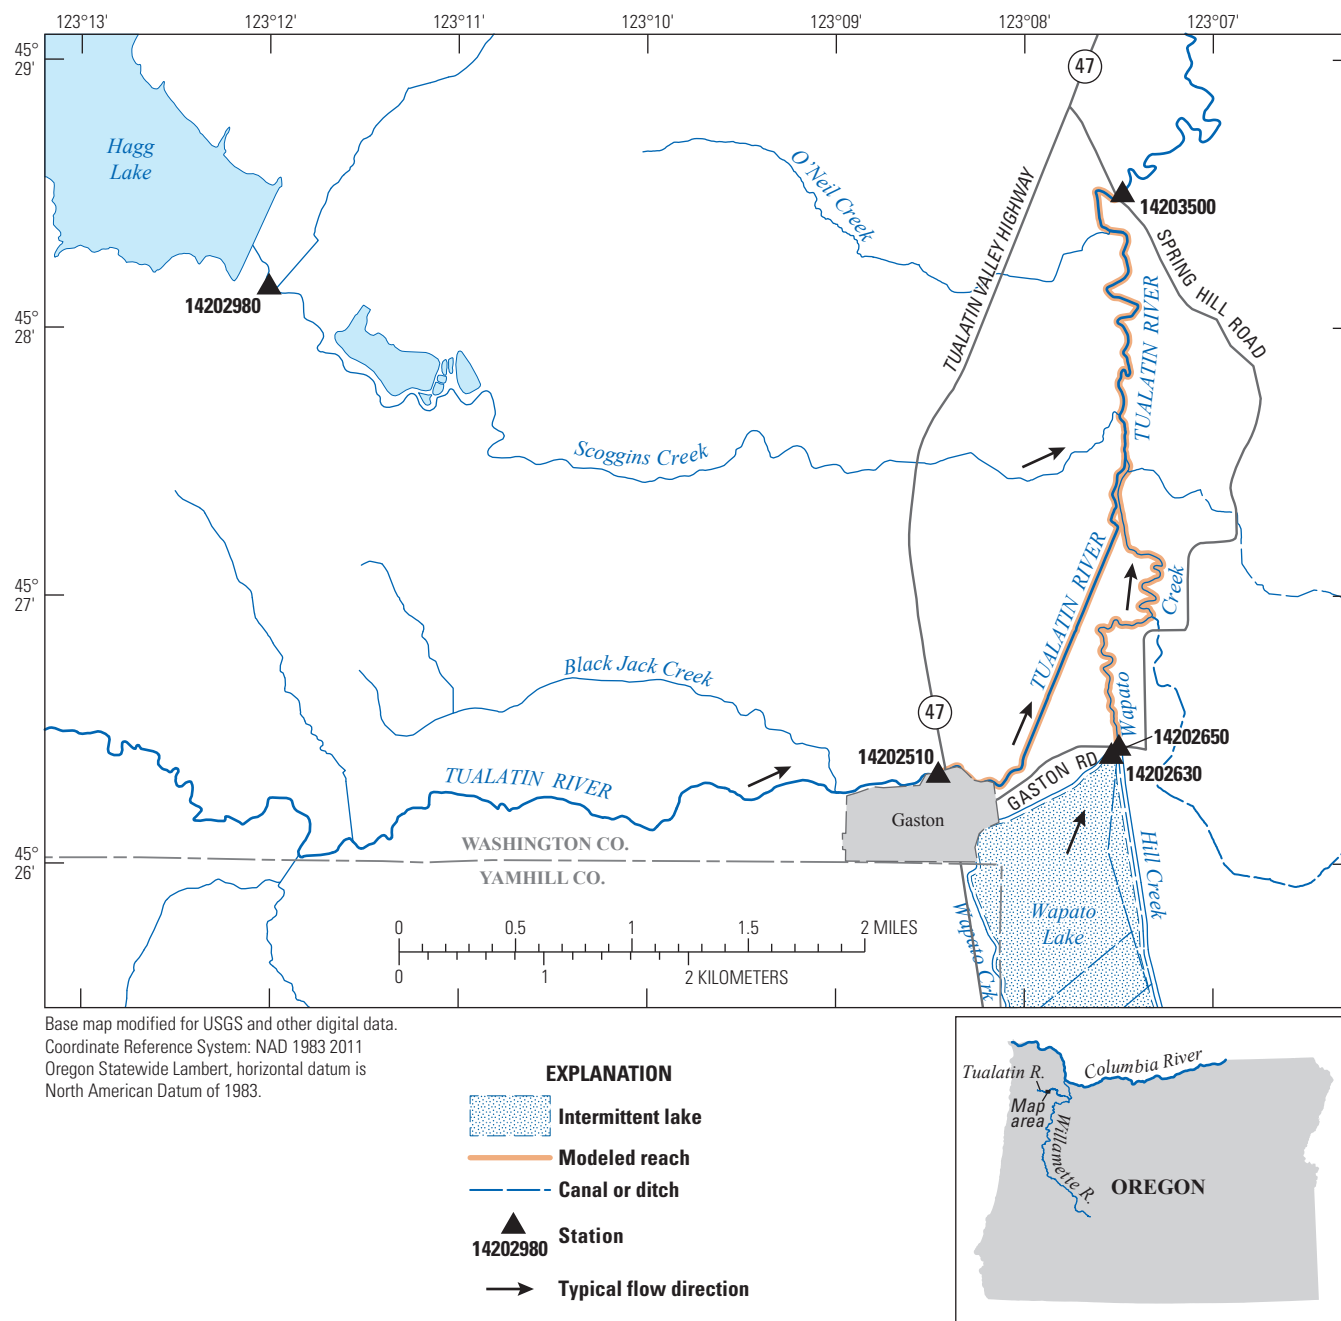 123°13' 123°12' 123°11' 123°10' 123°09' 123°08' 123°07'
45°
29'
45°
28'
45°
27'
45°
26'
47
Hagg
Lake
O'Neil Creek
TUALATIN VALLEY HIGHWAY
14203500
SPRING HILL ROAD
14202980
TUALATIN RIVER
Scoggins Creek
TUALATIN RIVER
Creek
Wapato
Black Jack Creek
47
14202510
14202650
14202630
GASTON RD
TUALATIN RIVER
Gaston
WASHINGTON CO.
YAMHILL CO.
Hill Creek
Wapato
Lake
Wapato Crk
0 0.5 1 1.5 2 MILES
0 1 2 KILOMETERS
Base map modified for USGS and other digital data.
Coordinate Reference System: NAD 1983 2011
Oregon Statewide Lambert, horizontal datum is
North American Datum of 1983.
EXPLANATION
Intermittent lake
Modeled reach
Canal or ditch
Station
14202980
Typical flow direction
Columbia River
Tualatin R.
Map
area
Willamette R.
OREGON